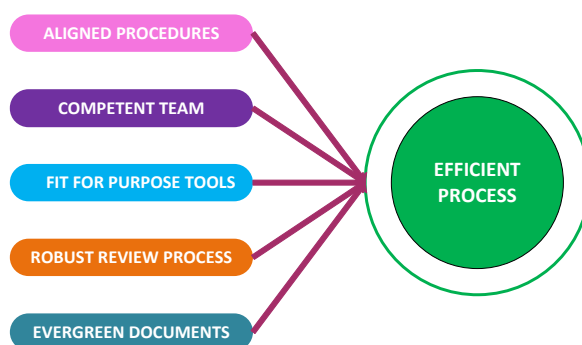 ALIGNED PROCEDURES
COMPETENT TEAM
FIT FOR PURPOSE TOOLS
ROBUST REVIEW PROCESS
EVERGREEN DOCUMENTS
EFFICIENT
PROCESS